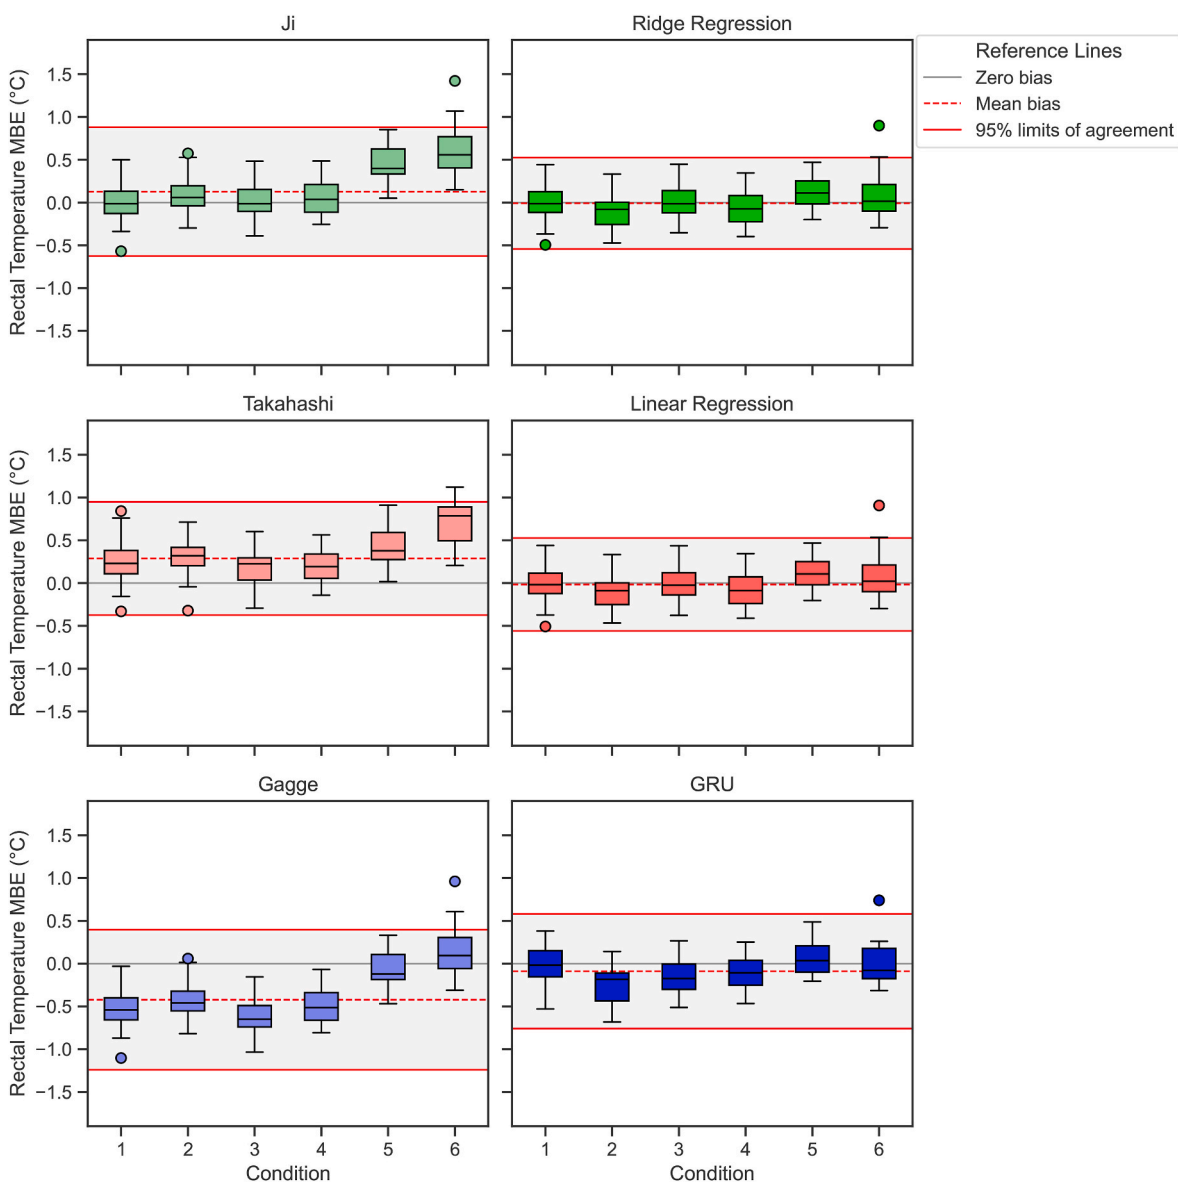 Ji
Ridge Regression
Rectal Temperature MBE (°C)
1.5
1.0
0.5
0.0
−0.5
−1.0
−1.5
Reference Lines
Zero bias
Mean bias
95% limits of agreement
Takahashi
Linear Regression
Rectal Temperature MBE (°C)
1.5
1.0
0.5
0.0
−0.5
−1.0
−1.5
Gagge
GRU
Rectal Temperature MBE (°C)
1.5
1.0
0.5
0.0
−0.5
−1.0
−1.5
1 2 3 4 5 6
1 2 3 4 5 6
Condition
Condition